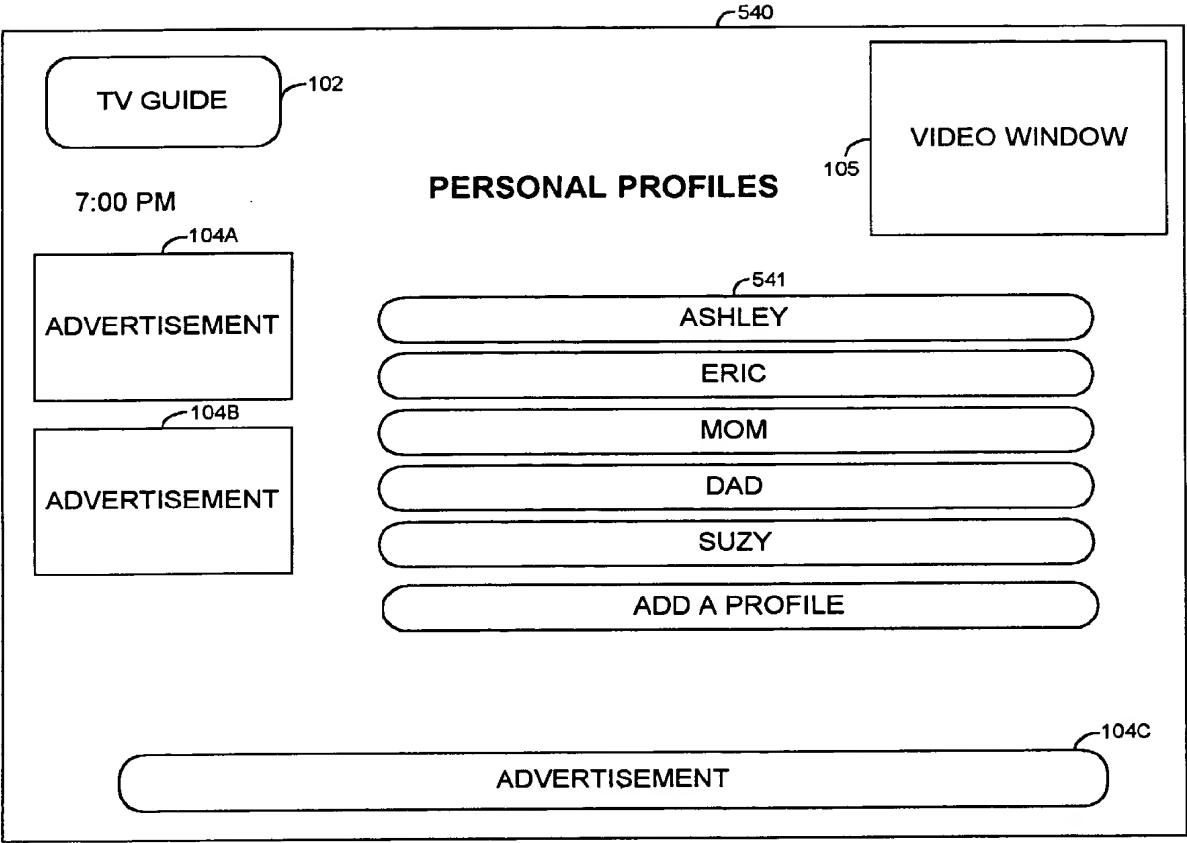 540
TV GUIDE
102
VIDEO WINDOW
105
PERSONAL PROFILES
7:00 PM
104A
ADVERTISEMENT
104B
ADVERTISEMENT
541
ASHLEY
ERIC
MOM
DAD
SUZY
ADD A PROFILE
104C
ADVERTISEMENT